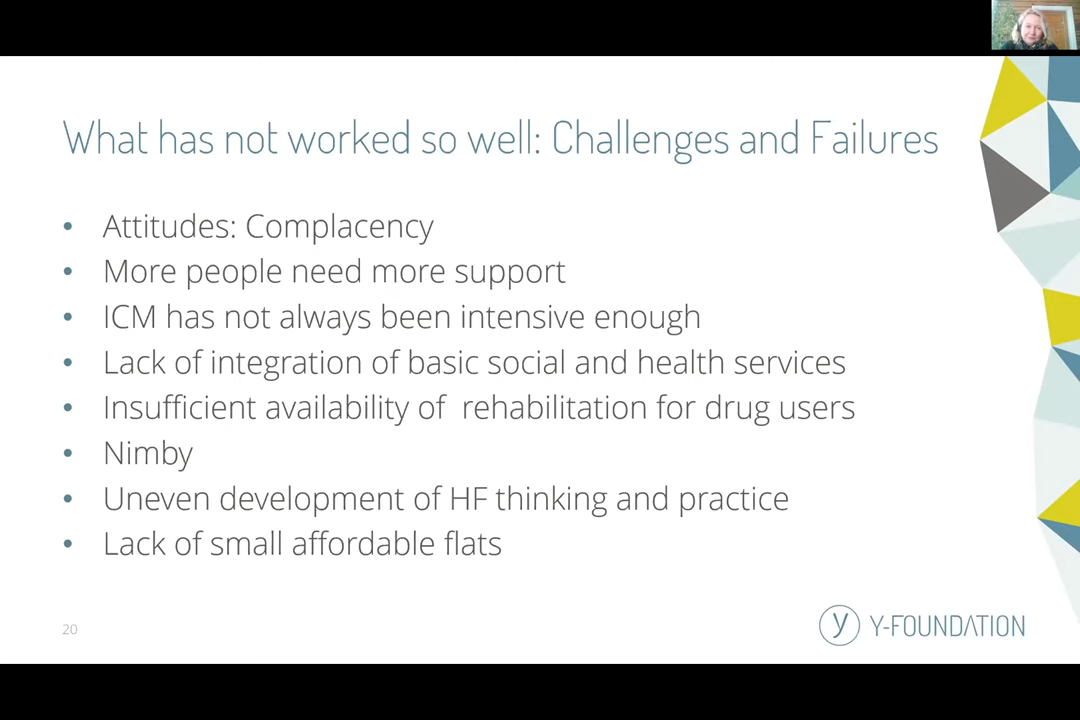 What has not worked so well: Challenges and Failures
• Attitudes: Complacency
• More people need more support
• ICM has not always been intensive enough
• Lack of integration of basic social and health services
• Insufficient availability of  rehabilitation for drug users
• Nimby
• Uneven development of HF thinking and practice
• Lack of small affordable flats
20
y Y-FOUNDATION